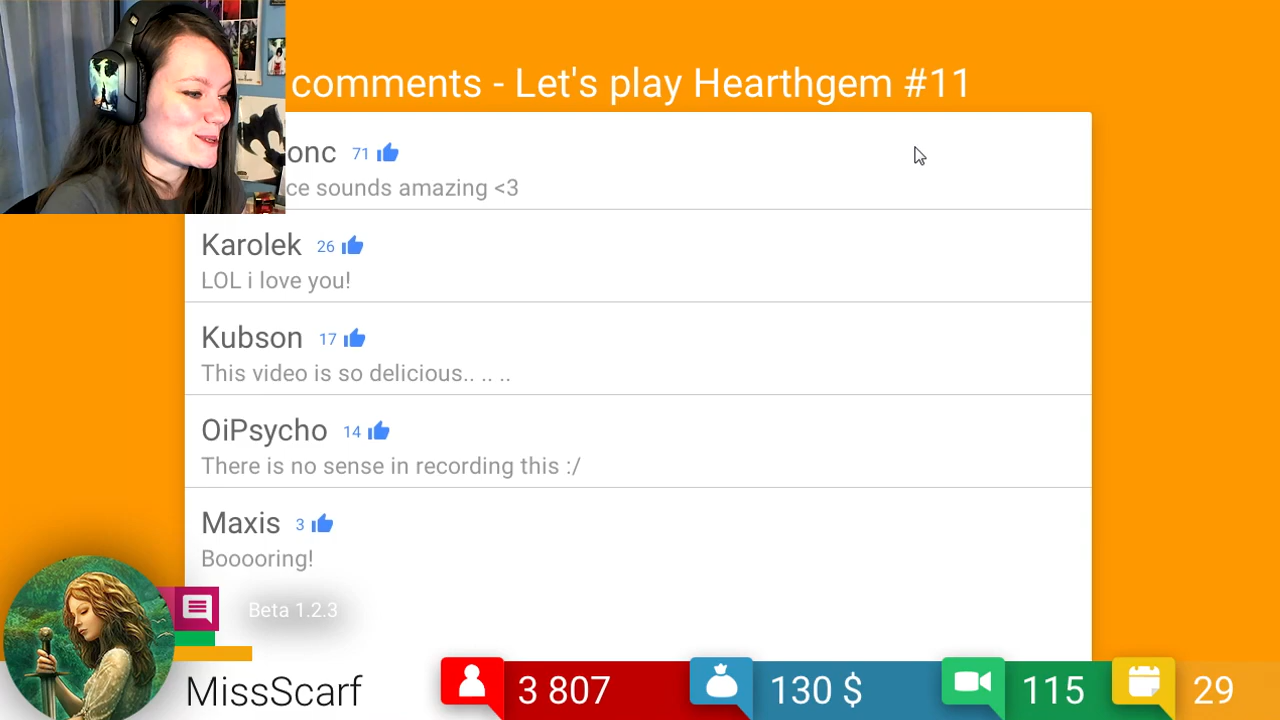 comments - Let's play Hearthgem #11
onc 71
ce sounds amazing <3
Karolek 26
LOL i love you!
Kubson 17
This video is so delicious.. .. ..
OiPsycho 14
There is no sense in recording this :/
Maxis 3
Booooring!
Beta 1.2.3
MissScarf
3 807
130 $
115
29